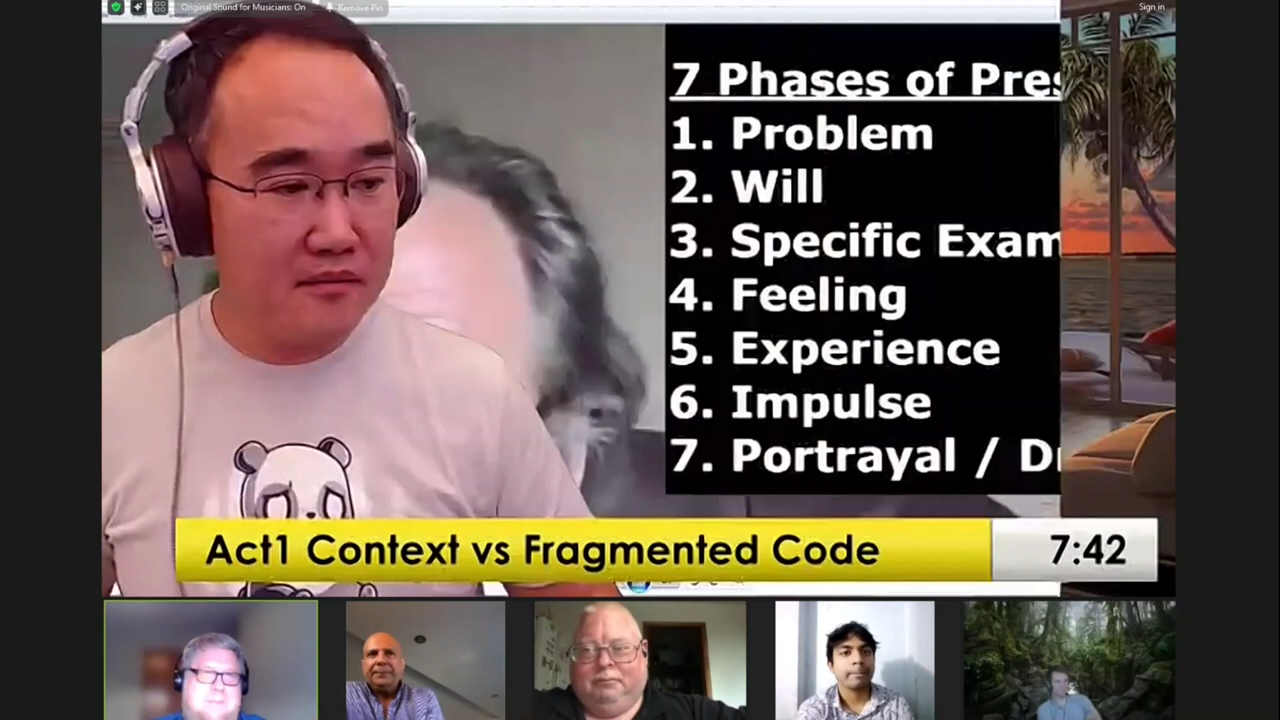 Original Sound for Musicians: On
Remove Pin
Sign in
7 Phases of Pres
1. Problem
2. Will
3. Specific Exam
4. Feeling
5. Experience
6. Impulse
7. Portrayal / D
Act1 Context vs Fragmented Code
7:42